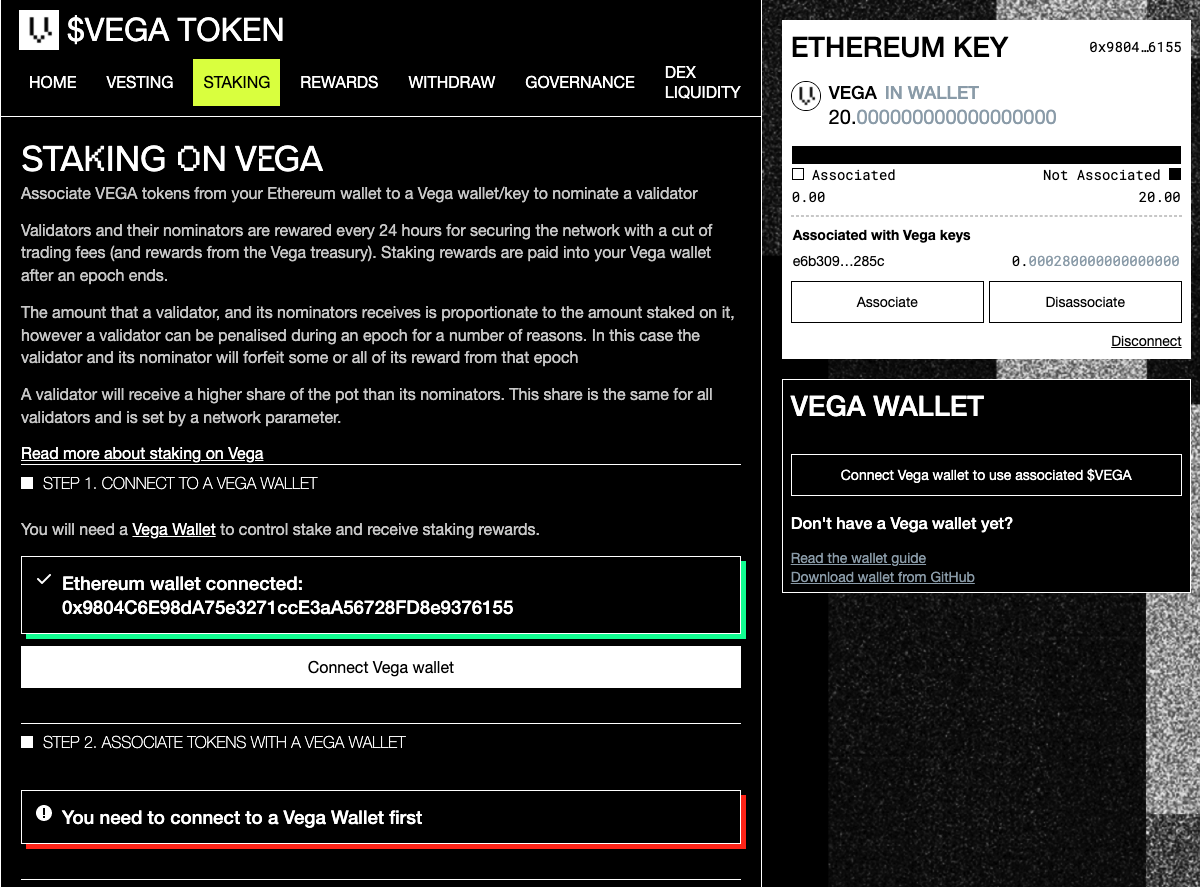 $VEGA TOKEN
HOME
VESTING
STAKING
REWARDS
WITHDRAW
GOVERNANCE
DEX
LIQUIDITY
STAKING ON VEGA
Associate VEGA tokens from your Ethereum wallet to a Vega wallet/key to nominate a validator
Validators and their nominators are rewared every 24 hours for securing the network with a cut of
trading fees (and rewards from the Vega treasury). Staking rewards are paid into your Vega wallet
after an epoch ends.
The amount that a validator, and its nominators receives is proportionate to the amount staked on it,
however a validator can be penalised during an epoch for a number of reasons. In this case the
validator and its nominator will forfeit some or all of its reward from that epoch
A validator will receive a higher share of the pot than its nominators. This share is the same for all
validators and is set by a network parameter.
Read more about staking on Vega
STEP 1. CONNECT TO A VEGA WALLET
You will need a Vega Wallet to control stake and receive staking rewards.
Ethereum wallet connected:
0x9804C6E98dA75e3271ccE3aA56728FD8e9376155
Connect Vega wallet
STEP 2. ASSOCIATE TOKENS WITH A VEGA WALLET
You need to connect to a Vega Wallet first
ETHEREUM KEY
0x9804…6155
VEGA IN WALLET
20.000000000000000000
Associated
Not Associated
0.00
20.00
Associated with Vega keys
e6b309…285c
0.000280000000000000
Associate
Disassociate
Disconnect
VEGA WALLET
Connect Vega wallet to use associated $VEGA
Don't have a Vega wallet yet?
Read the wallet guide
Download wallet from GitHub